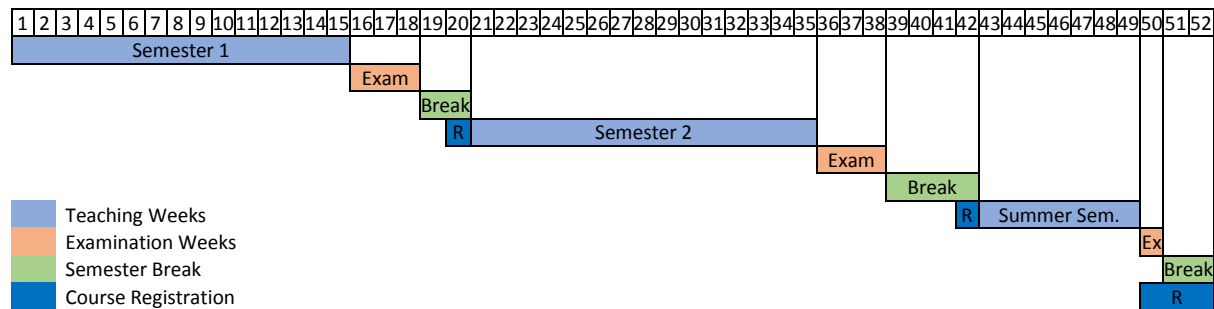 1 2 3 4 5 6 7 8 9 10 11 12 13 14 15 16 17 18 19 20 21 22 23 24 25 26 27 28 29 30 31 32 33 34 35 36 37 38 39 40 41 42 43 44 45 46 47 48 49 50 51 52
Semester 1
Exam
Break
R Semester 2
Exam
Break
Teaching Weeks R Summer Sem.
Examination Weeks Ex
Semester Break Break
Course Registration R